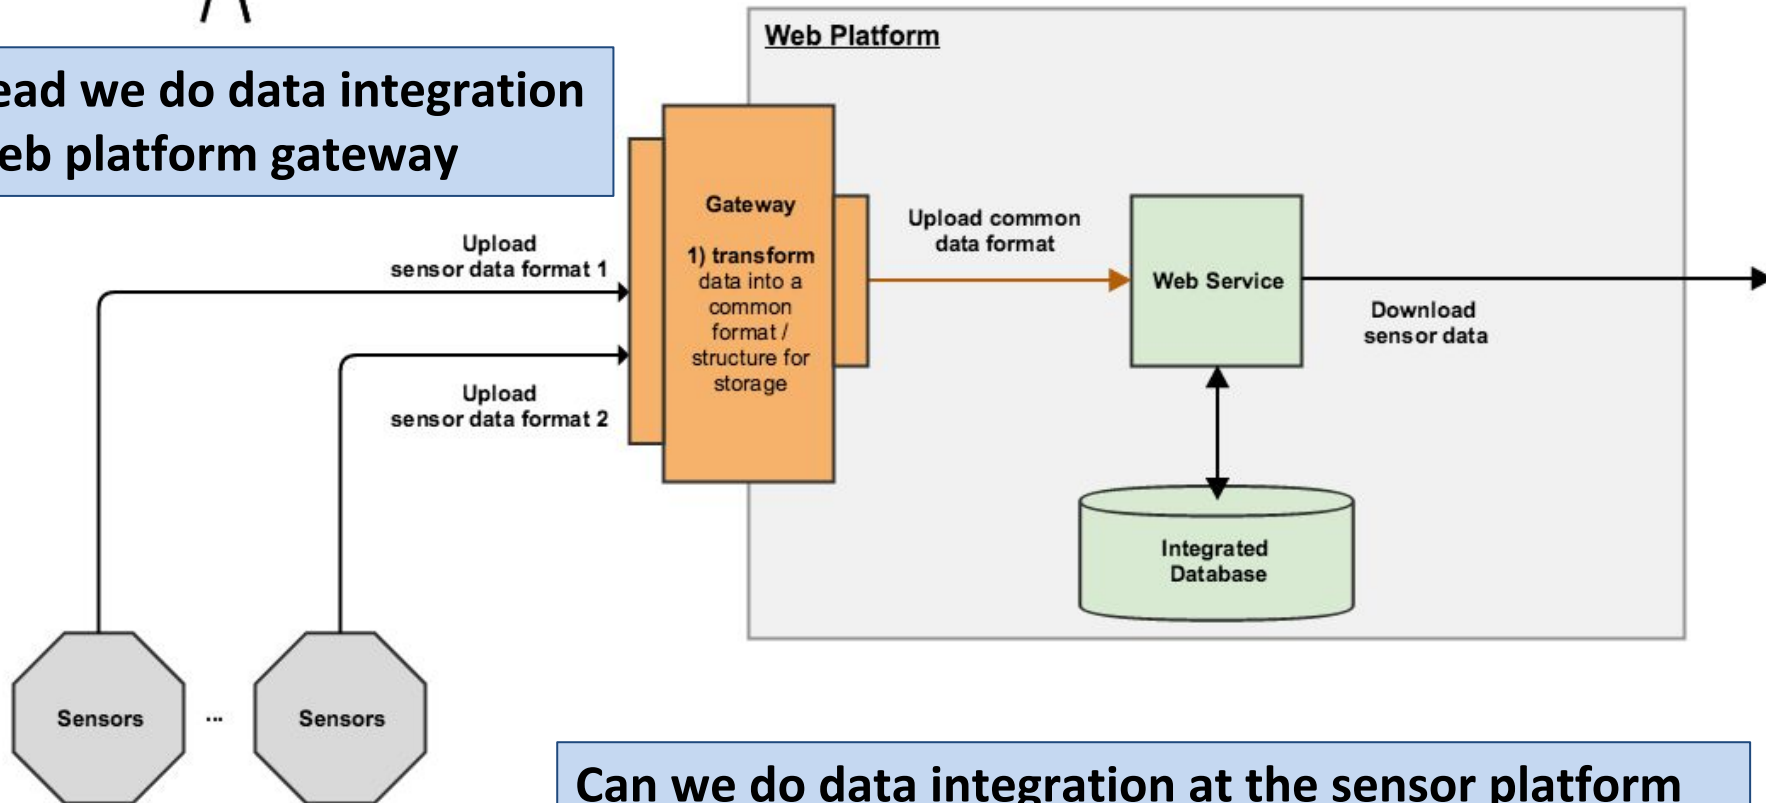 Web Platform
ead we do data integration
eb platform gateway
Gateway
1) transform
data into a
common
format /
structure for
storage
Upload
sensor data format 1
Upload
sensor data format 2
Upload common
data format
Web Service
Download
sensor data
Integrated
Database
Sensors
...
Sensors
Can we do data integration at the sensor platform